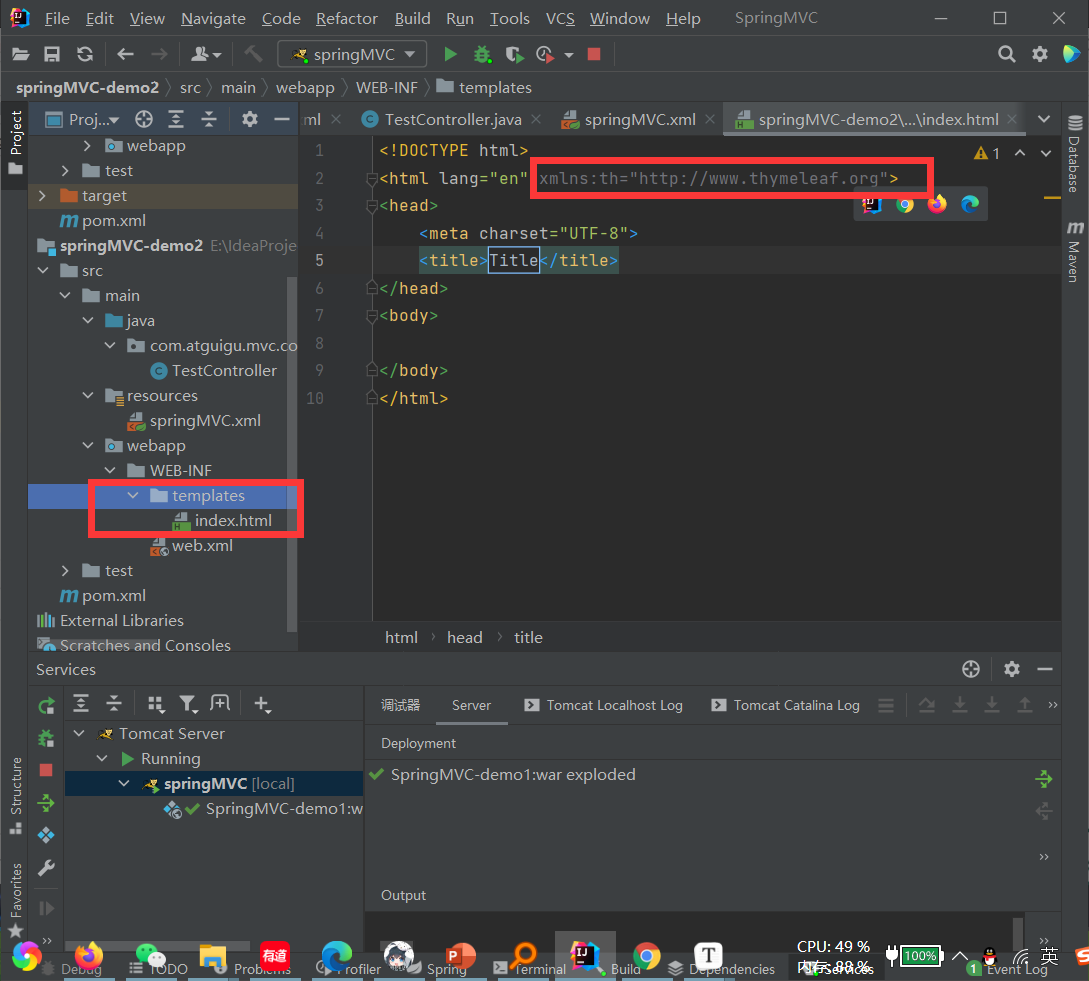 File Edit View Navigate Code Refactor Build Run Tools VCS Window Help SpringMVC
springMVC
springMVC-demo2 src main webapp WEB-INF templates
Project
Proj...
ml TestController.java springMVC.xml springMVC-demo2\...\index.html
webapp
test
target
pom.xml
springMVC-demo2 E:\IdeaProje
src
main
java
com.atguigu.mvc.co
TestController
resources
springMVC.xml
webapp
WEB-INF
templates
index.html
web.xml
test
pom.xml
External Libraries
Scratches and Consoles
1 <!DOCTYPE html>
2 <html lang="en" xmlns:th="http://www.thymeleaf.org">
3 <head>
4 <meta charset="UTF-8">
5 <title>Title</title>
6 </head>
7 <body>
8
9 </body>
10 </html>
1
Database
Maven
html head title
Services
调试器 Server Tomcat Localhost Log Tomcat Catalina Log
Tomcat Server
Running
springMVC [local]
SpringMVC-demo1:w
Deployment
SpringMVC-demo1:war exploded
Output
Structure
Favorites
有道
CPU: 49 %
100%
英
Debug TODO Problems Profiler Spring Terminal Build Dependencies Services 1 Event Log